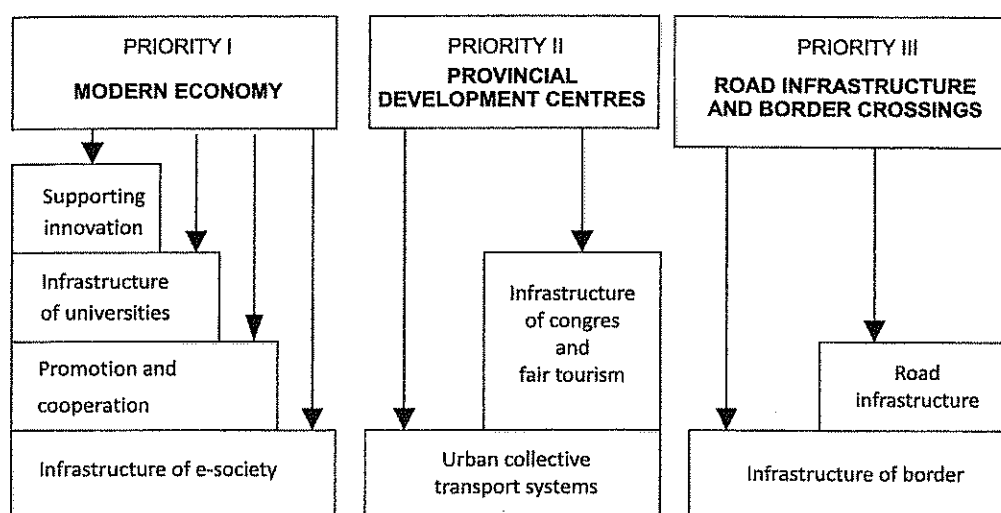 PRIORITY I
MODERN ECONOMY
Supporting
innovation
Infrastructure
of universities
Promotion and
cooperation
Infrastructure of e-society
PRIORITY II
PROVINCIAL
DEVELOPMENT CENTRES
Infrastructure
of congres
and
fair tourism
Urban collective
transport systems
PRIORITY III
ROAD INFRASTRUCTURE
AND BORDER CROSSINGS
Road
infrastructure
Infrastructure of border